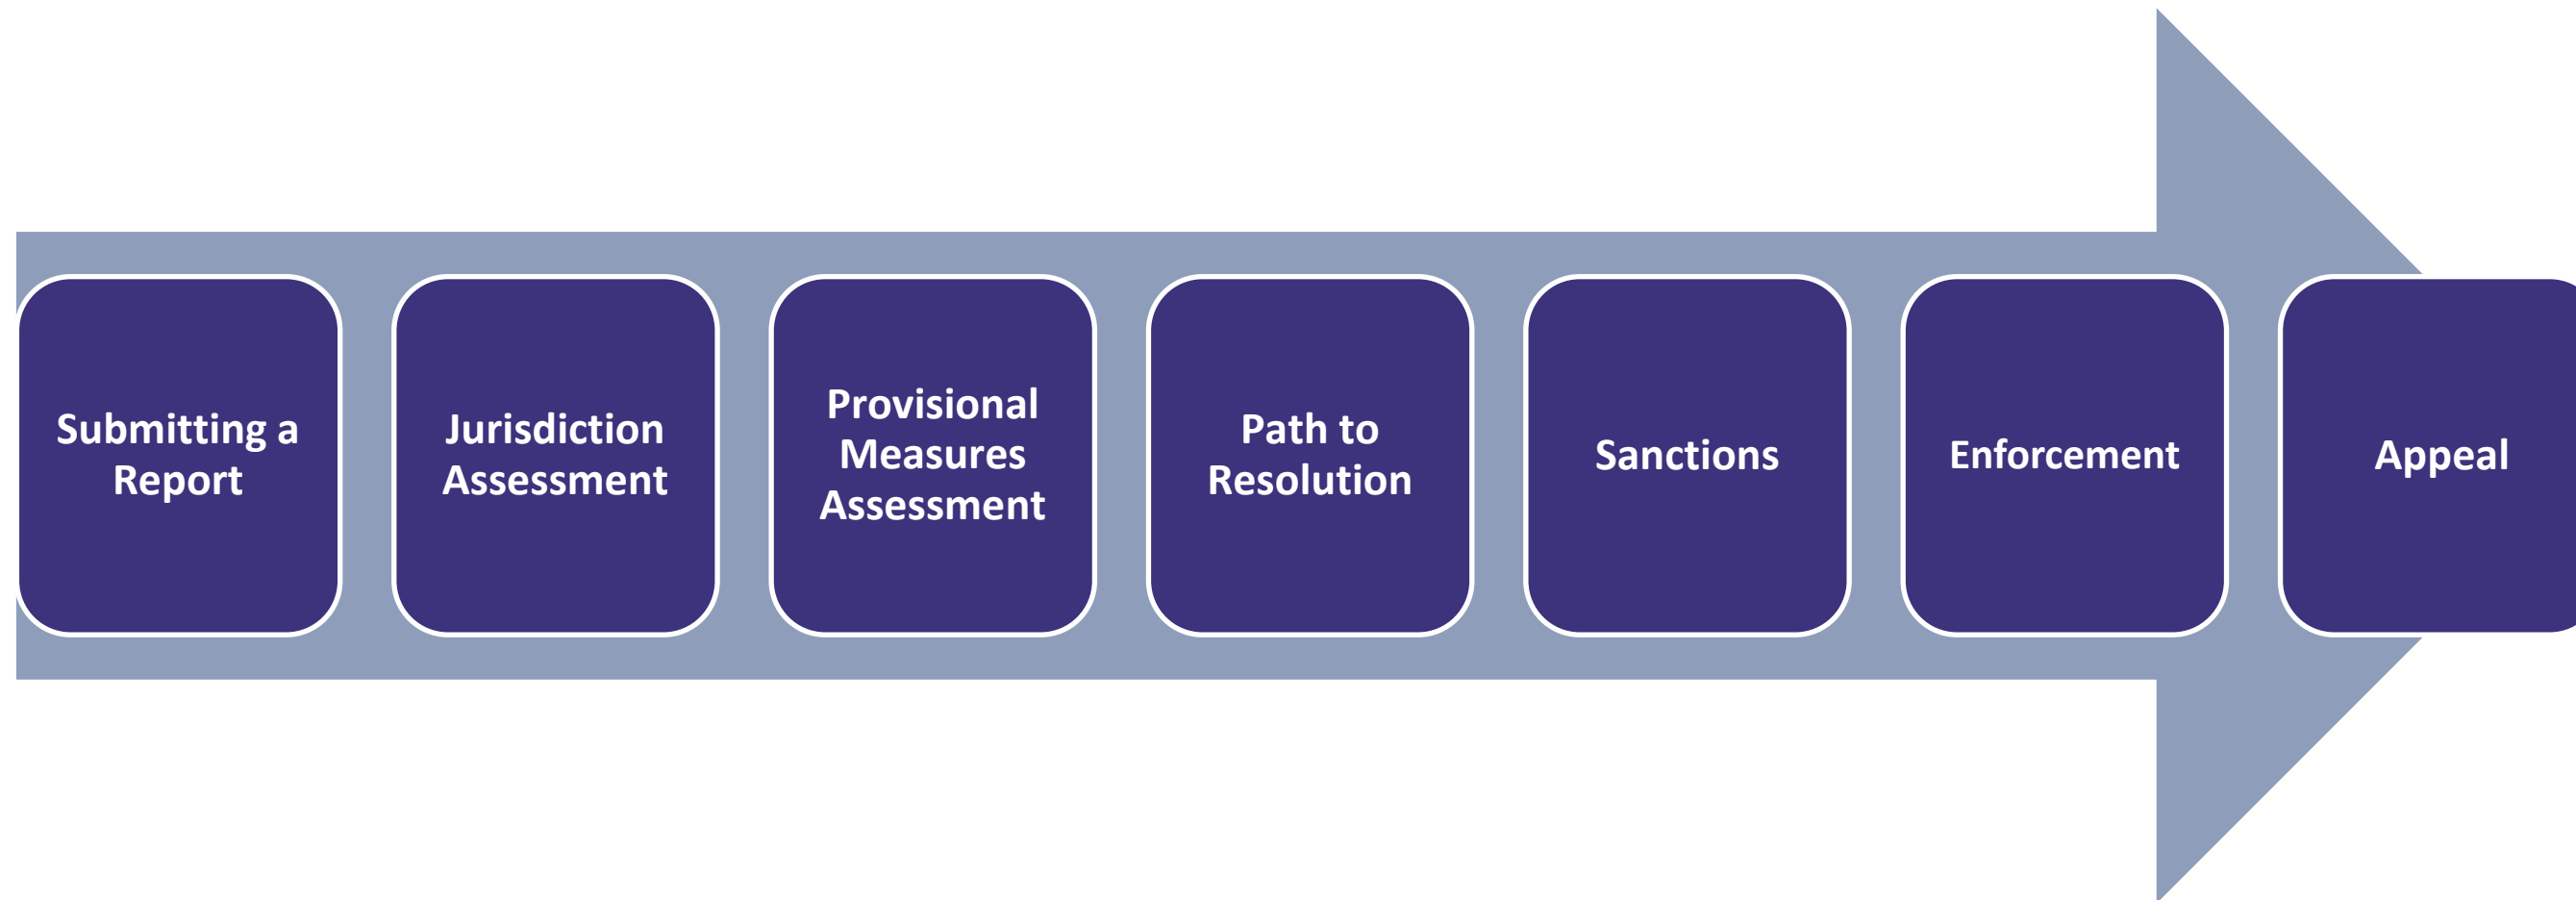 Submitting a
Report
Jurisdiction
Assessment
Provisional
Measures
Assessment
Path to
Resolution
Sanctions
Enforcement
Appeal